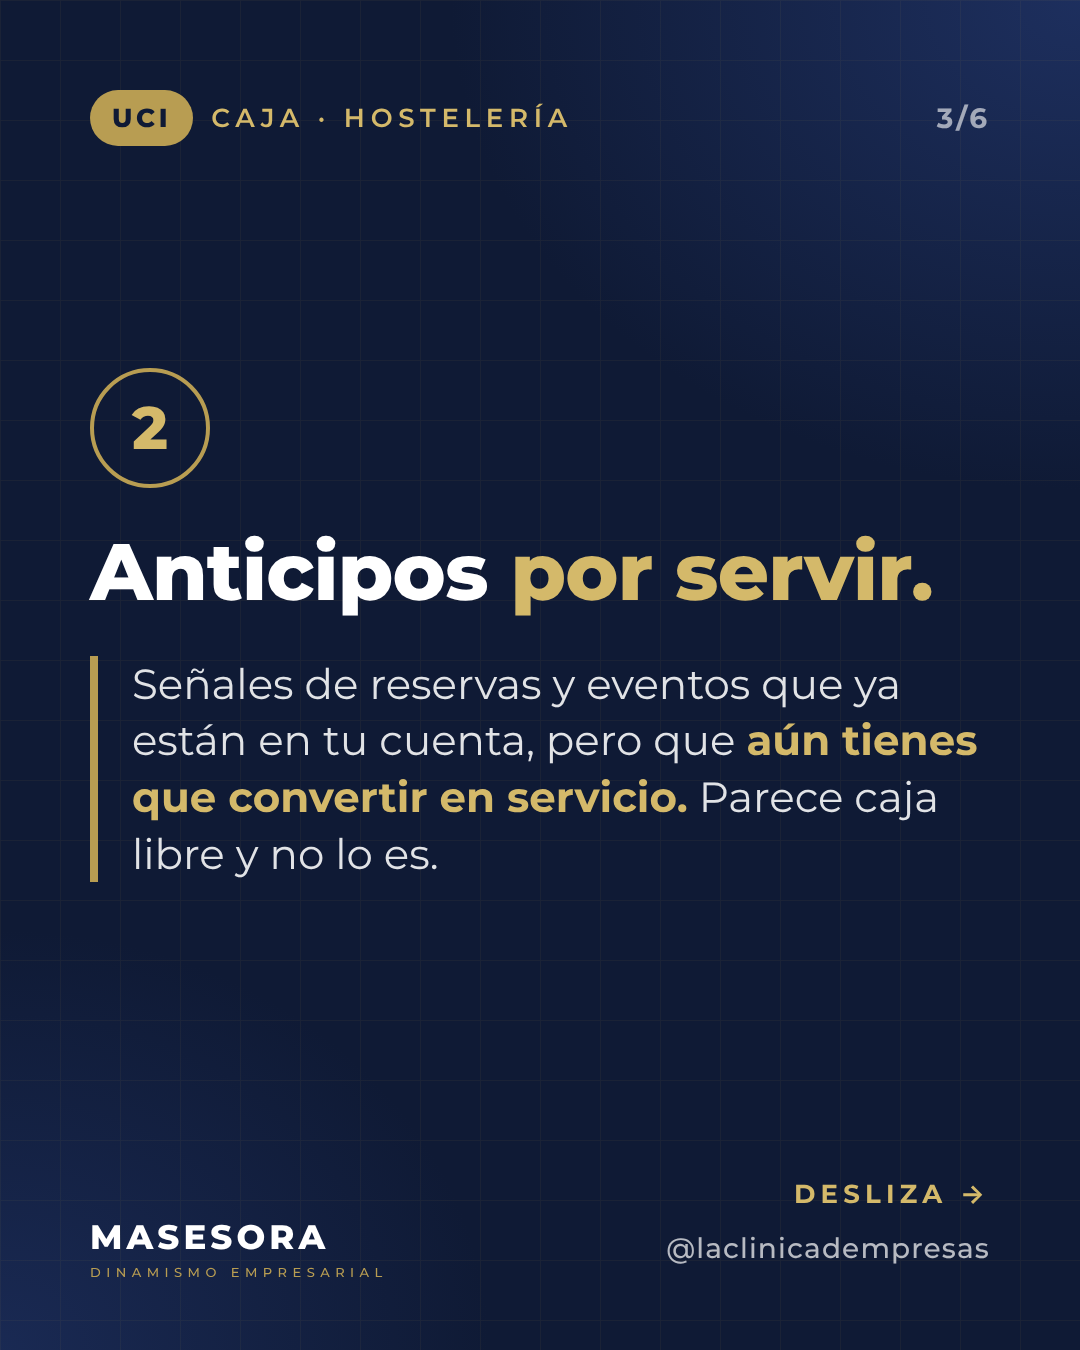 UCI CAJA · HOSTELERÍA
3/6
2
Anticipos por servir.
Señales de reservas y eventos que ya
están en tu cuenta, pero que aún tienes
que convertir en servicio. Parece caja
libre y no lo es.
DESLIZA →
MASESORA
DINAMISMO EMPRESARIAL
@laclinicadempresas